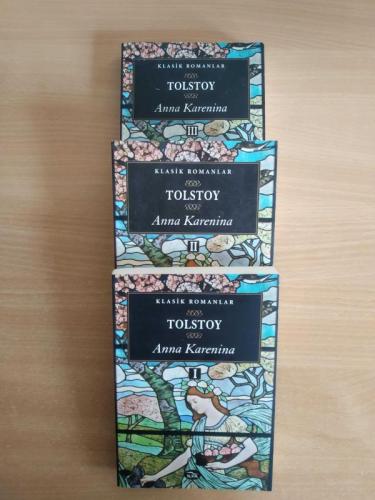 KLASİK ROMANLAR
TOLSTOY
Anna Karenina
III
KLASİK ROMANLAR
TOLSTOY
Anna Karenina
II
KLASİK ROMANLAR
TOLSTOY
Anna Karenina
I